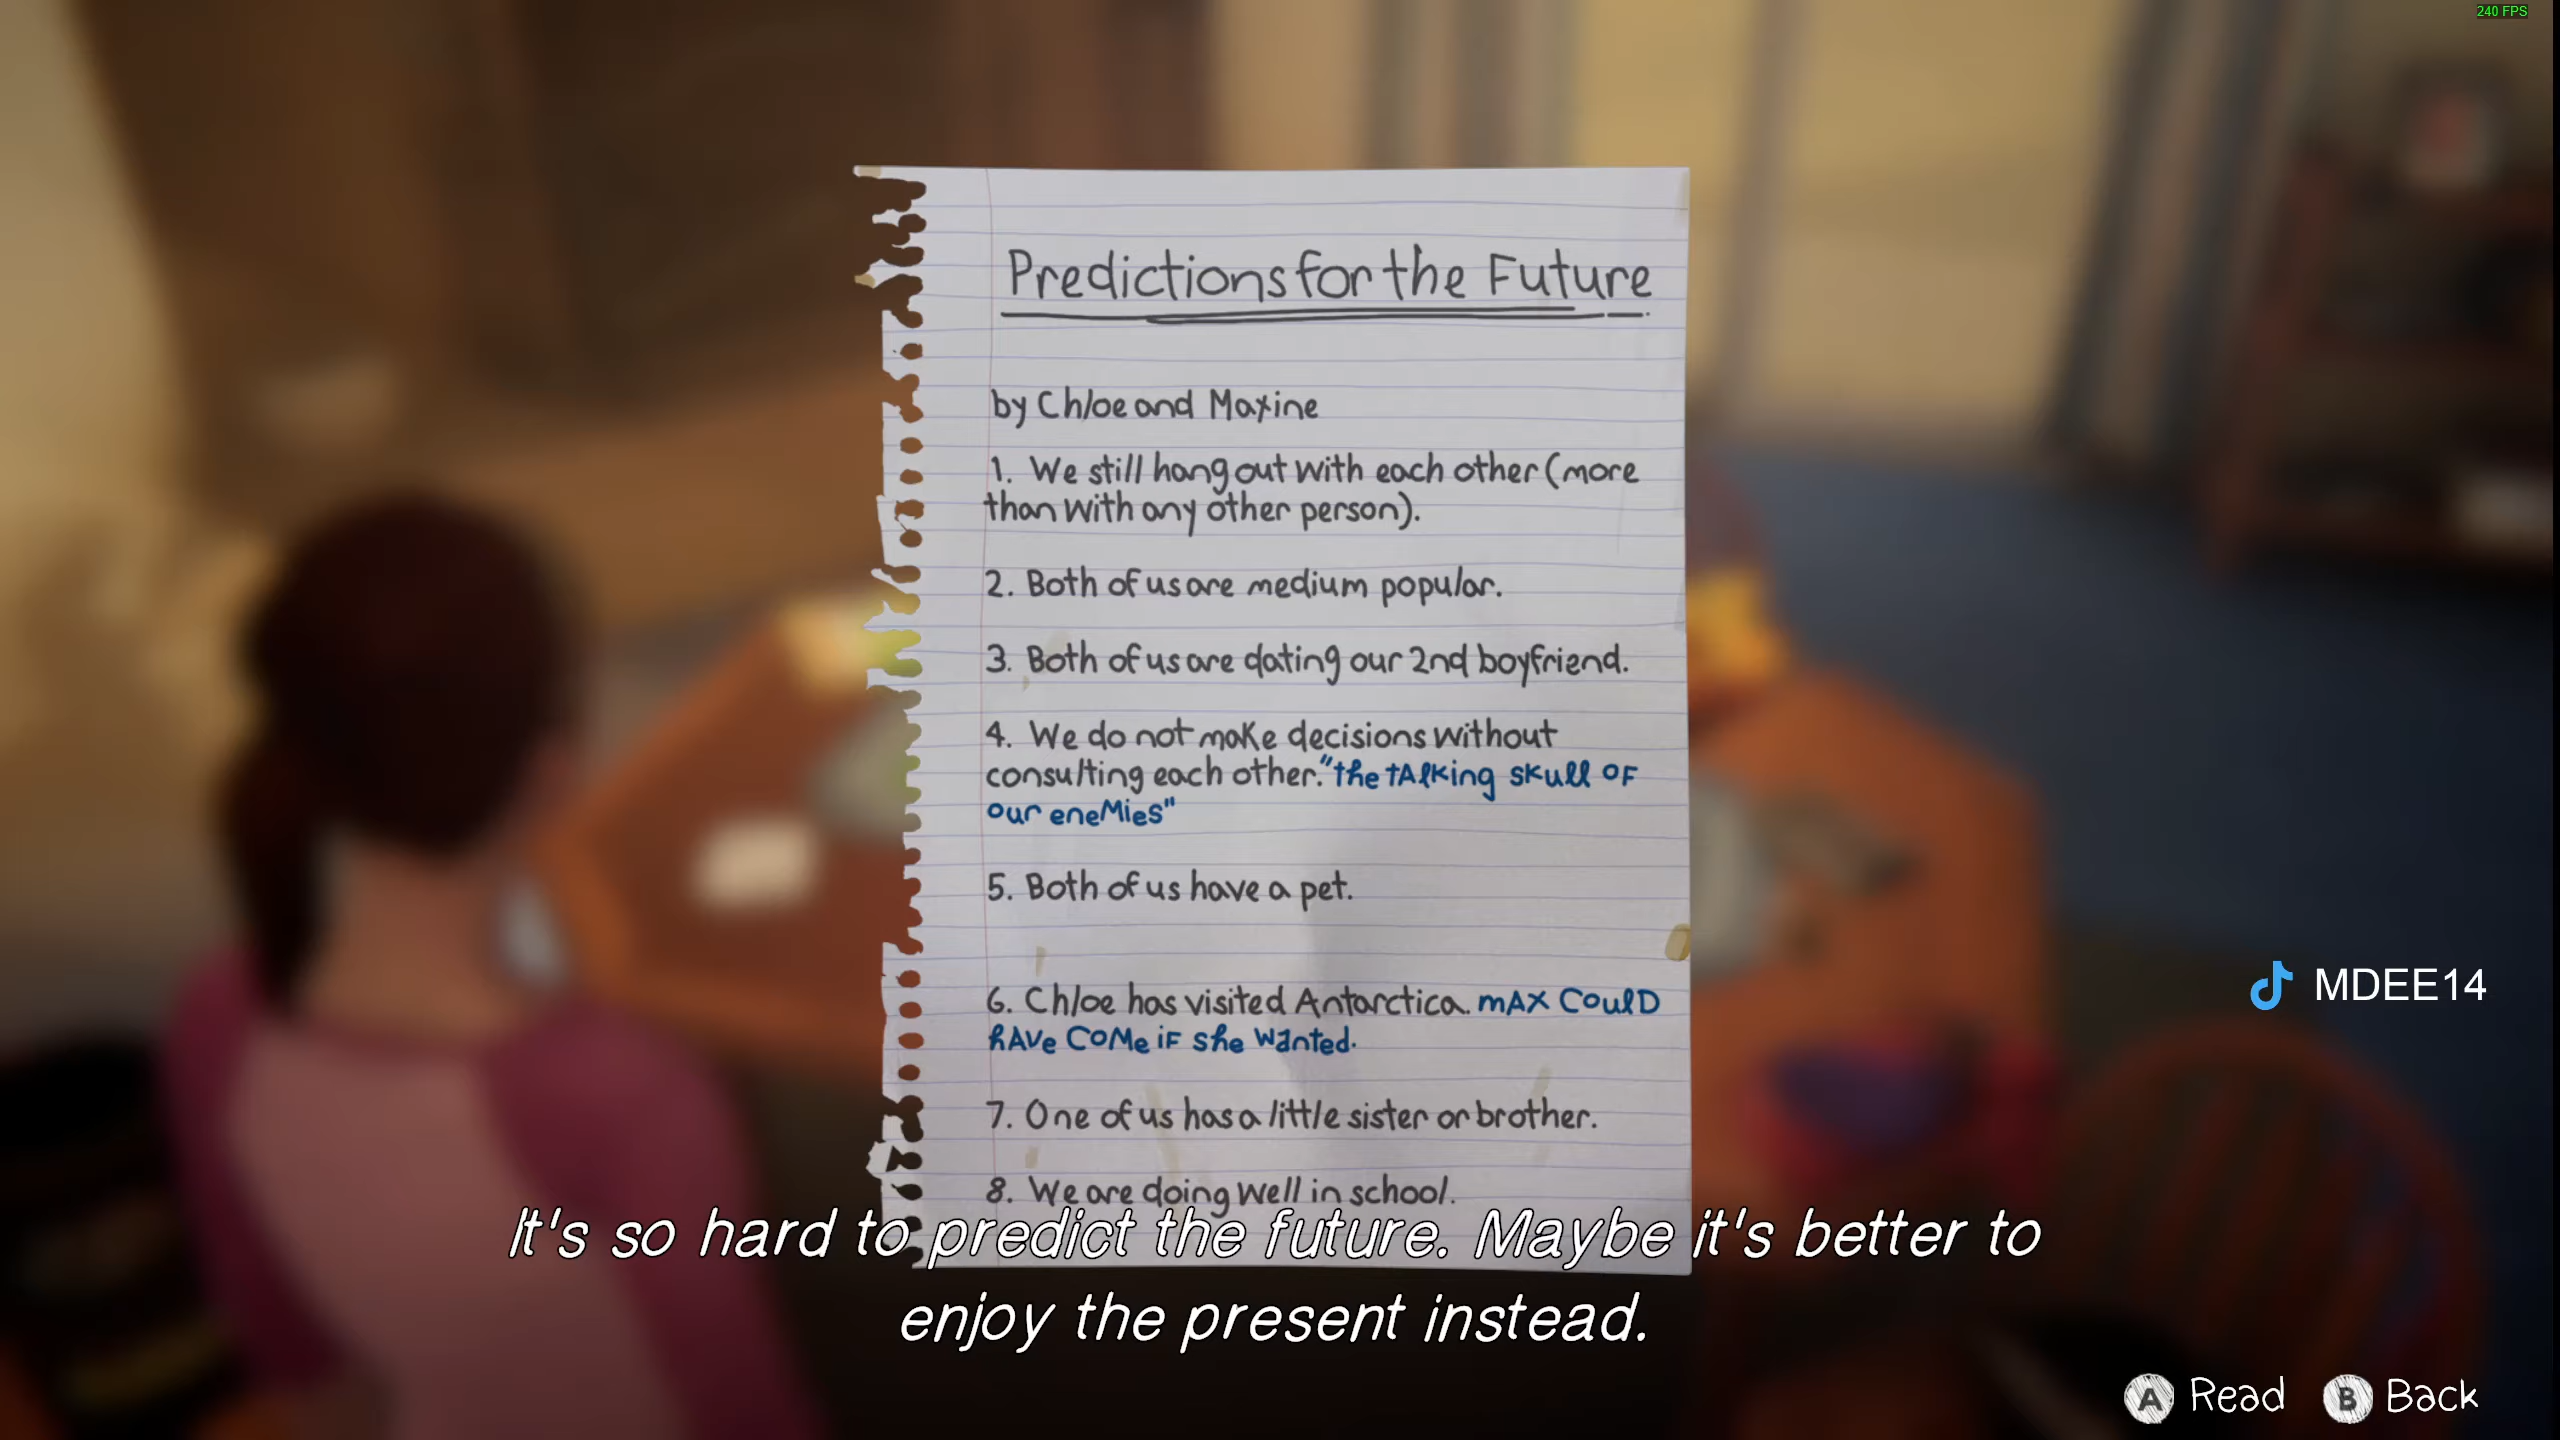 240 FPS
Predictions for the Future
by Chloe and Maxine
1. We still hang out with each other (more
than with any other person).
2. Both of us are medium popular.
3. Both of us are dating our 2nd boyfriend.
4. We do not make decisions without
consulting each other. "the tAlking skull OF
our eneMies"
5. Both of us have a pet.
6. Chloe has visited Antarctica. mAX COulD
hAve COMe iF she wanted.
7. One of us has a little sister or brother.
8. We are doing well in school.
It's so hard to predict the future. Maybe it's better to
enjoy the present instead.
MDEE14
A Read B Back